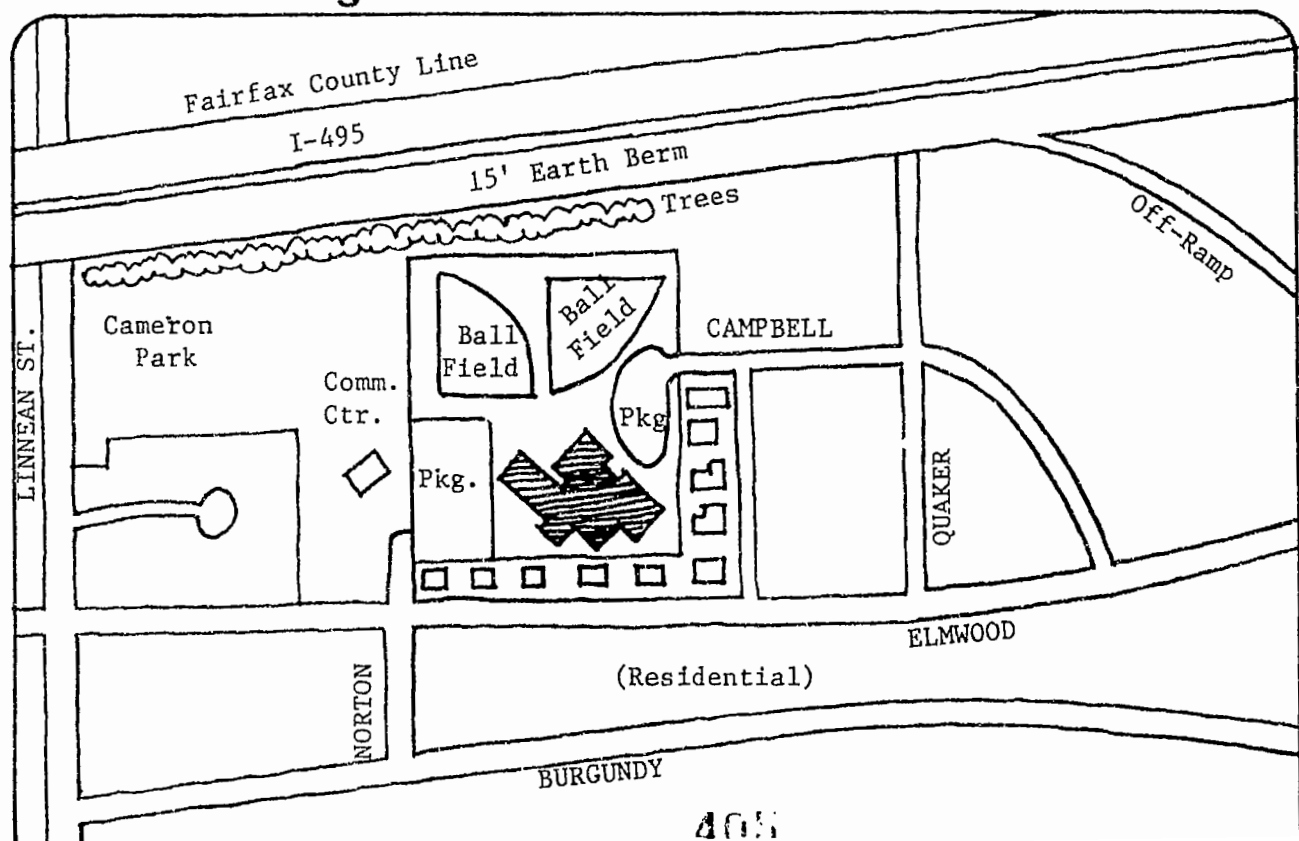 Fairfax County Line
I-495
15' Earth Berm
Trees
Off-Ramp
LINNEAN ST.
Cameron
Park
Comm.
Ctr.
Ball
Field
Ball
Field
CAMPBELL
Pkg
Pkg.
QUAKER
ELMWOOD
(Residential)
NORTON
BURGUNDY